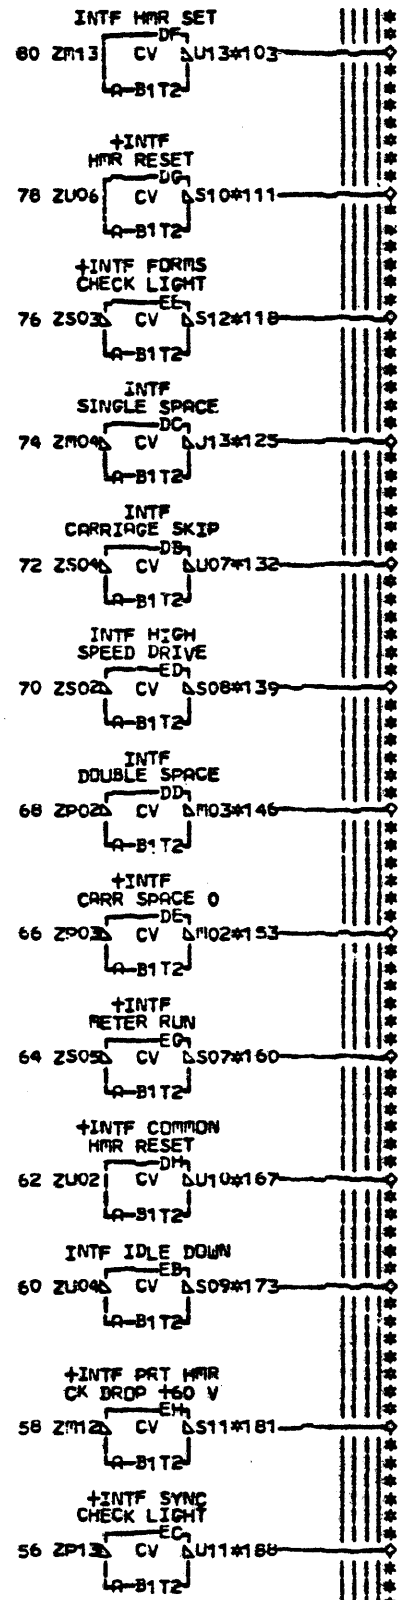 INTF HMR SET
DF
80 ZM13 CV U13*103
A B1T2
+INTF
HMR RESET
DG
78 ZU06 CV S10*111
A B1T2
+INTF FORMS
CHECK LIGHT
EE
76 ZS03 CV S12*118
A B1T2
INTF
SINGLE SPACE
DC
74 ZM04 CV J13*125
A B1T2
INTF
CARRIAGE SKIP
DB
72 ZS04 CV U07*132
A B1T2
INTF HIGH
SPEED DRIVE
ED
70 ZS02 CV S08*139
A B1T2
INTF
DOUBLE SPACE
DD
68 ZP02 CV M03*146
A B1T2
+INTF
CARR SPACE 0
DE
66 ZP03 CV M02*153
A B1T2
+INTF
METER RUN
EG
64 ZS05 CV S07*160
A B1T2
+INTF COMMON
HMR RESET
DH
62 ZU02 CV U10*167
A B1T2
INTF IDLE DOWN
EB
60 ZU04 CV S09*173
A B1T2
+INTF PRT HMR
CK DROP +60 V
EH
58 ZM12 CV S11*181
A B1T2
+INTF SYNC
CHECK LIGHT
EC
56 ZP13 CV U11*188
A B1T2